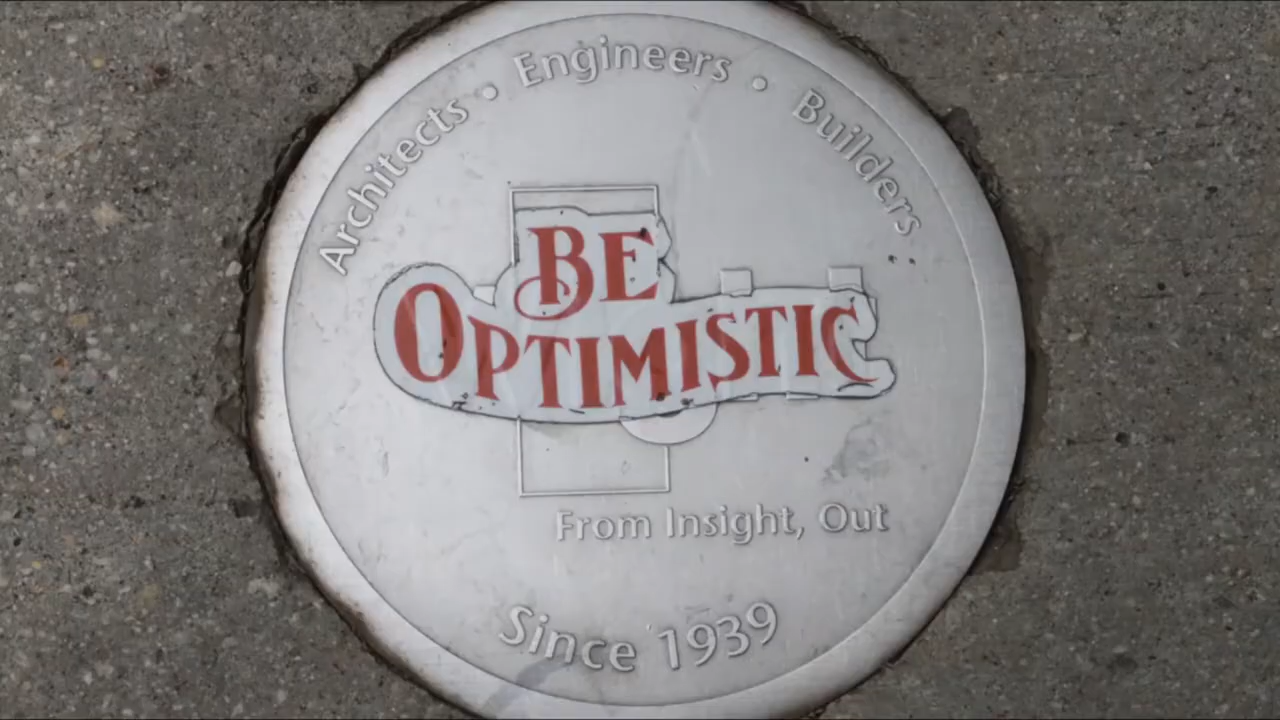 Architects • Engineers • Builders
BE
OPTIMISTIC
From Insight, Out
Since 1939